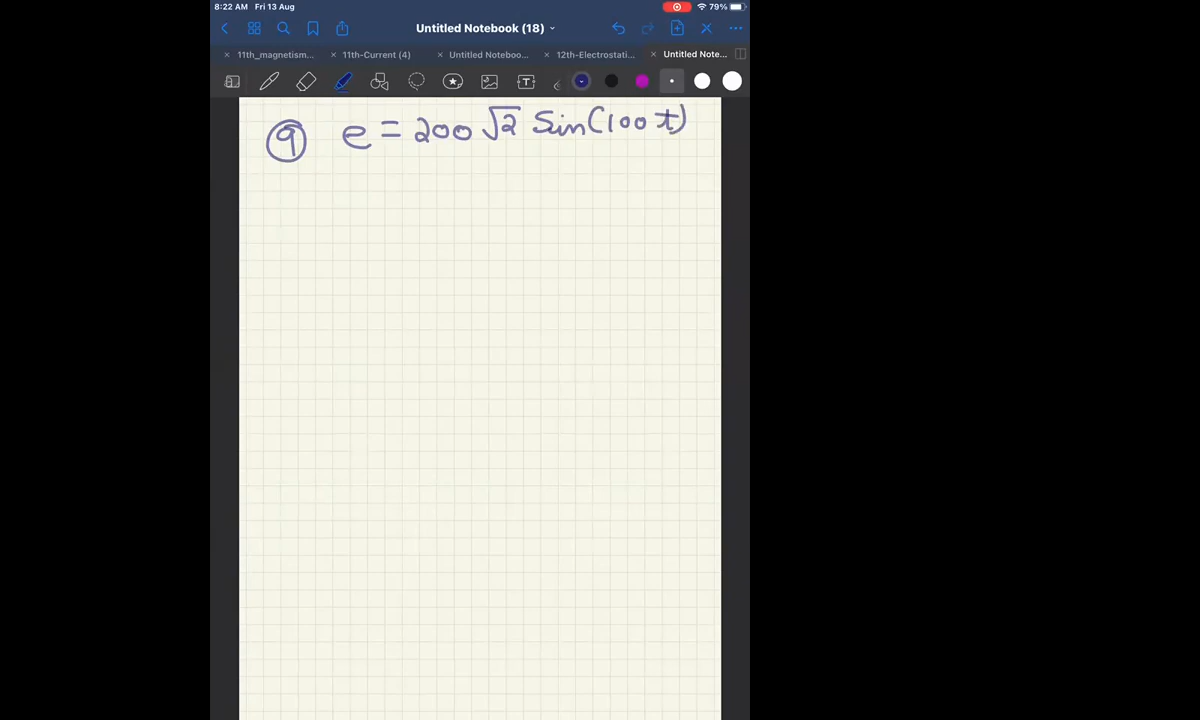 8:22 AM Fri 13 Aug 79%
Untitled Notebook (18)
11th_magnetism... 11th-Current (4) Untitled Noteboo... 12th-Electrostati... Untitled Note...
T
9 e = 200 √2 Sin(100 t)